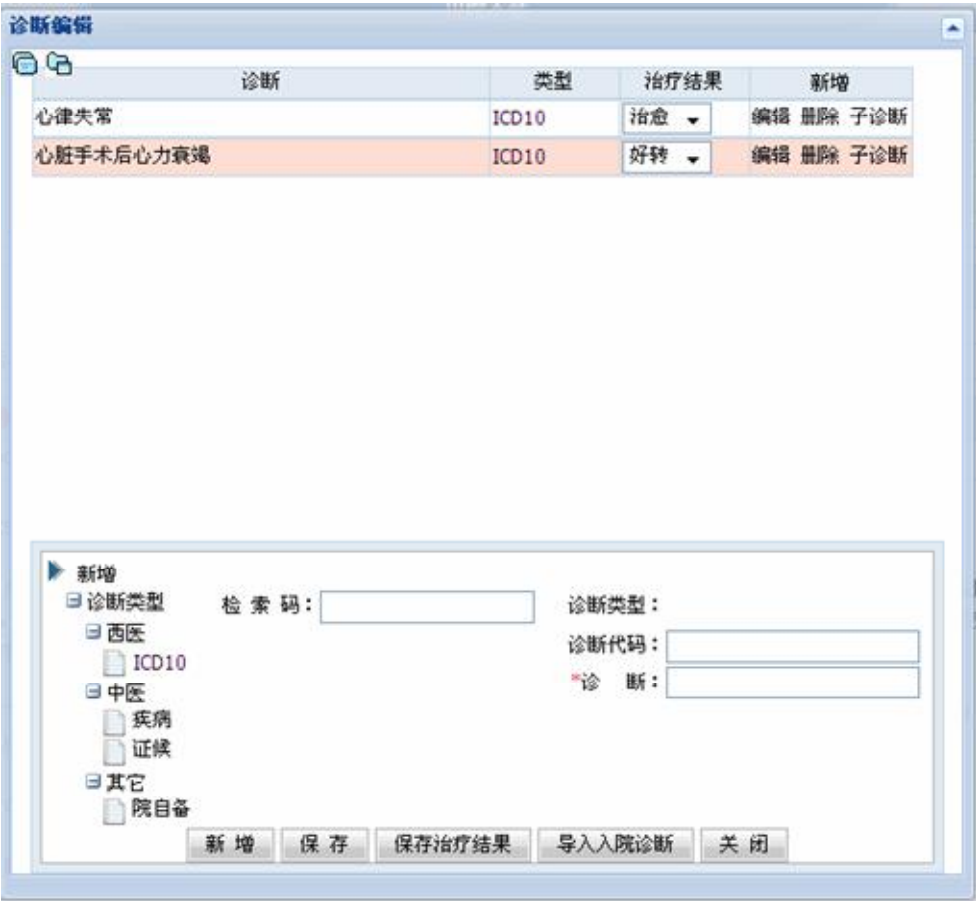 诊断编辑
诊断 类型 治疗结果 新增
心律失常 ICD10 治愈 编辑 删除 子诊断
心脏手术后心力衰竭 ICD10 好转 编辑 删除 子诊断
新增
诊断类型 检 索 码： 诊断类型：
西医 诊断代码：
ICD10 *诊 断：
中医
疾病
证候
其它
院自备
新 增 保 存 保存治疗结果 导入入院诊断 关 闭